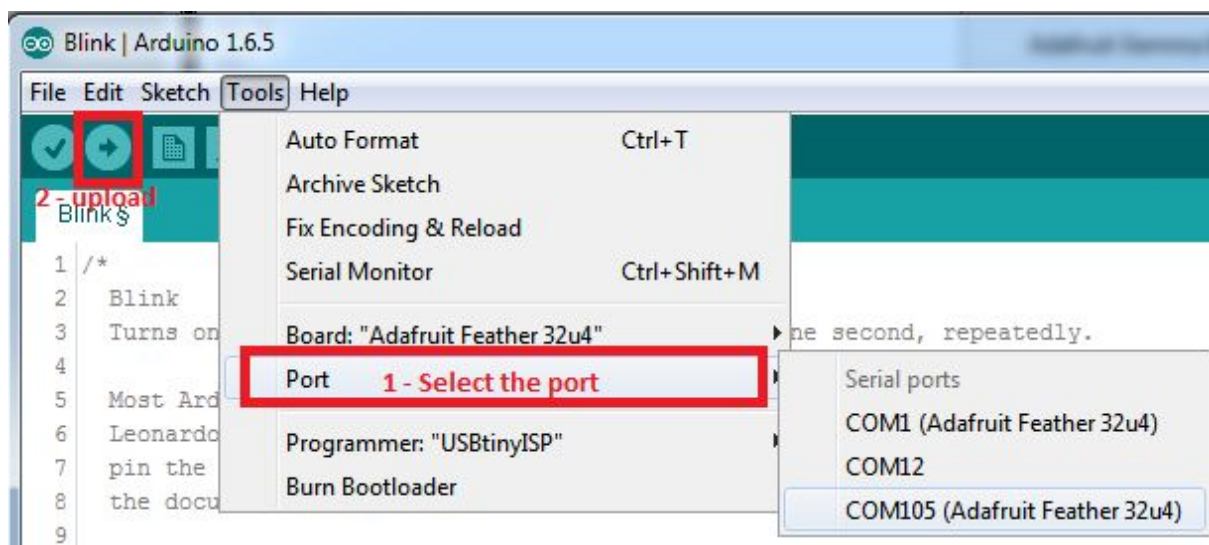 Blink | Arduino 1.6.5
File Edit Sketch Tools Help
2 - upload
Blink§
Auto Format Ctrl+T
Archive Sketch
Fix Encoding & Reload
Serial Monitor Ctrl+Shift+M
Board: "Adafruit Feather 32u4"
Port 1 - Select the port
Programmer: "USBtinyISP"
Burn Bootloader
Serial ports
COM1 (Adafruit Feather 32u4)
COM12
COM105 (Adafruit Feather 32u4)
1 /*
2 Blink
3 Turns on ne second, repeatedly.
4
5 Most Ard
6 Leonardo
7 pin the
8 the docu
9